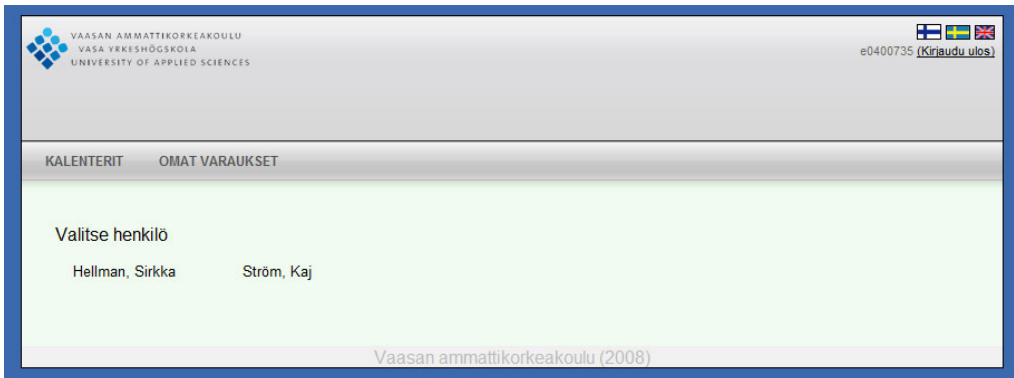 VAASAN AMMATTIKORKEAKOULU
VASA YRKESHÖGSKOLA
UNIVERSITY OF APPLIED SCIENCES
e0400735 (Kirjaudu ulos)
KALENTERIT OMAT VARAUKSET
Valitse henkilö
Hellman, Sirkka Ström, Kaj
Vaasan ammattikorkeakoulu (2008)